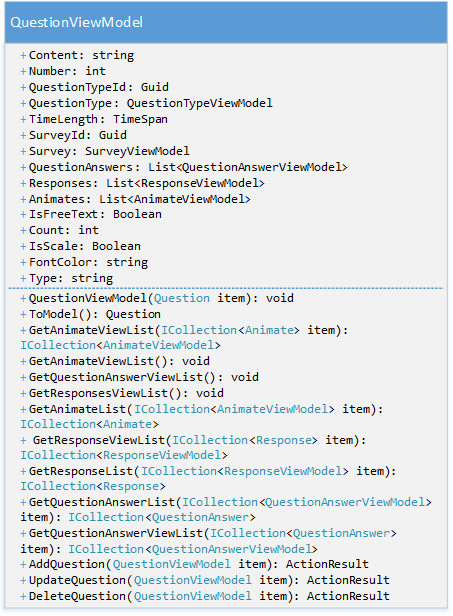 QuestionViewModel
+ Content: string
+ Number: int
+ QuestionTypeId: Guid
+ QuestionType: QuestionTypeViewModel
+ TimeLength: TimeSpan
+ SurveyId: Guid
+ Survey: SurveyViewModel
+ QuestionAnswers: List<QuestionAnswerViewModel>
+ Responses: List<ResponseViewModel>
+ Animates: List<AnimateViewModel>
+ IsFreeText: Boolean
+ Count: int
+ IsScale: Boolean
+ FontColor: string
+ Type: string
+ QuestionViewModel(Question item): void
+ ToModel(): Question
+ GetAnimateViewList(ICollection<Animate> item):
ICollection<AnimateViewModel>
+ GetAnimateViewList(): void
+ GetQuestionAnswerViewList(): void
+ GetResponsesViewList(): void
+ GetAnimateList(ICollection<AnimateViewModel> item):
ICollection<Animate>
+ GetResponseViewList(ICollection<Response> item):
ICollection<ResponseViewModel>
+ GetResponseList(ICollection<ResponseViewModel> item):
ICollection<Response>
+ GetQuestionAnswerList(ICollection<QuestionAnswerViewModel>
item): ICollection<QuestionAnswer>
+ GetQuestionAnswerViewList(ICollection<QuestionAnswer>
item): ICollection<QuestionAnswerViewModel>
+ AddQuestion(QuestionViewModel item): ActionResult
+ UpdateQuestion(QuestionViewModel item): ActionResult
+ DeleteQuestion(QuestionViewModel item): ActionResult